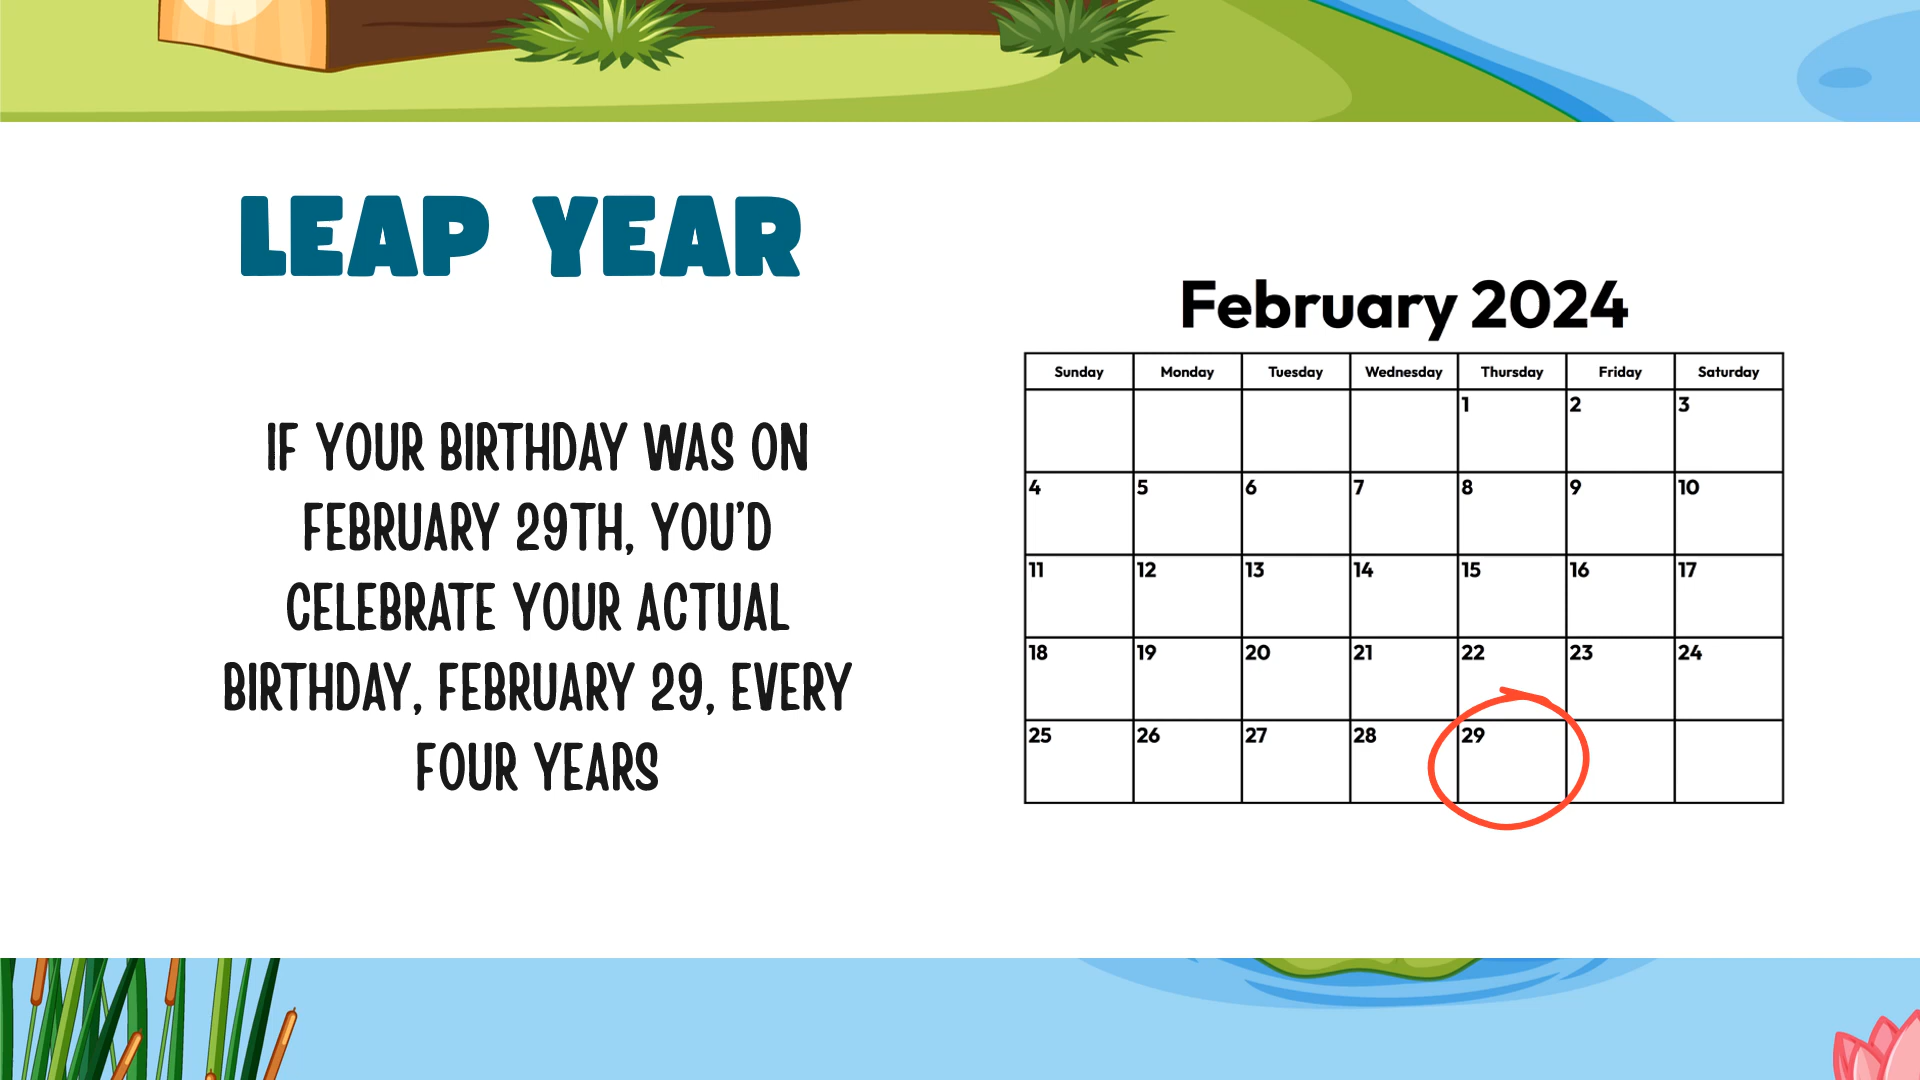 LEAP YEAR
IF YOUR BIRTHDAY WAS ON
FEBRUARY 29TH, YOU'D
CELEBRATE YOUR ACTUAL
BIRTHDAY, FEBRUARY 29, EVERY
FOUR YEARS
February 2024
Sunday Monday Tuesday Wednesday Thursday Friday Saturday
1 2 3
4 5 6 7 8 9 10
11 12 13 14 15 16 17
18 19 20 21 22 23 24
25 26 27 28 29